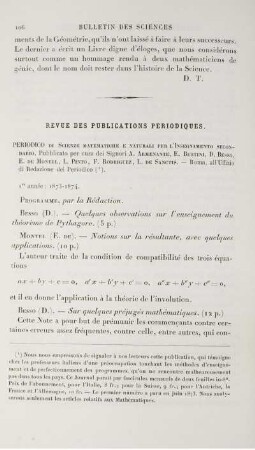 106 BULLETIN DES SCIENCES
ments de la Géométrie, qu'ils n'ont laissé à faire à leurs successeurs.
Le dernier a écrit un Livre digne d'éloges, que nous considérons
surtout comme un hommage rendu à deux mathématiciens de
génie, dont le nom doit rester dans l'histoire de la Science.
D. T.
REVUE DES PUBLICATIONS PERIODIQUES.
PERIODICO DI SCIENZE MATEMATICHE E NATURALI PER L'INSEGNAMENTO SECON-
DARIO. Pubblicato per cura dei Signori A. ARMENANTE, E. BERTINI, D. BESSO,
E. DE MONTEL, L. PINTO, F. RODRIGUEZ, L. DE SANCTIS. — Roma, all'Uffizio
di Redazione del Periodico (¹).
1re année; 1873-1874.
PROGRAMME, par la Rédaction.
BESSO (D.). — Quelques observations sur l'enseignement du
théorème de Pythagore. (5 p.)
MONTEL (E. DE). — Notions sur la résultante, avec quelques
applications. (10 p.)
L'auteur traite de la condition de compatibilité des trois équa-
tions
ax + by + c = 0, a'x + b'y + c' = 0, a"x + b"y + c" = 0,
et il en donne l'application à la théorie de l'involution.
BESSO (D.). — Sur quelques préjugés mathématiques. (12 p.)
Cette Note a pour but de prémunir les commençants contre cer-
taines erreurs assez fréquentes, contre celle, entre autres, qui con-
(¹) Nous nous empressons de signaler à nos lecteurs cette publication, qui témoigne
chez les professeurs italiens d'une préoccupation touchant les méthodes d'enseigne-
ment et de perfectionnement des programmes, qu'on ne rencontre malheureusement
pas dans tous les pays. Ce Journal paraît par fascicules mensuels de deux feuilles in-8°.
Prix de l'abonnement, pour l'Italie, 8 fr.; pour la Suisse, 9 fr.; pour l'Autriche, la
France et l'Allemagne, 10 fr. — Le premier numéro a paru en juin 1873. Nous analy-
serons seulement les articles relatifs aux Mathématiques.